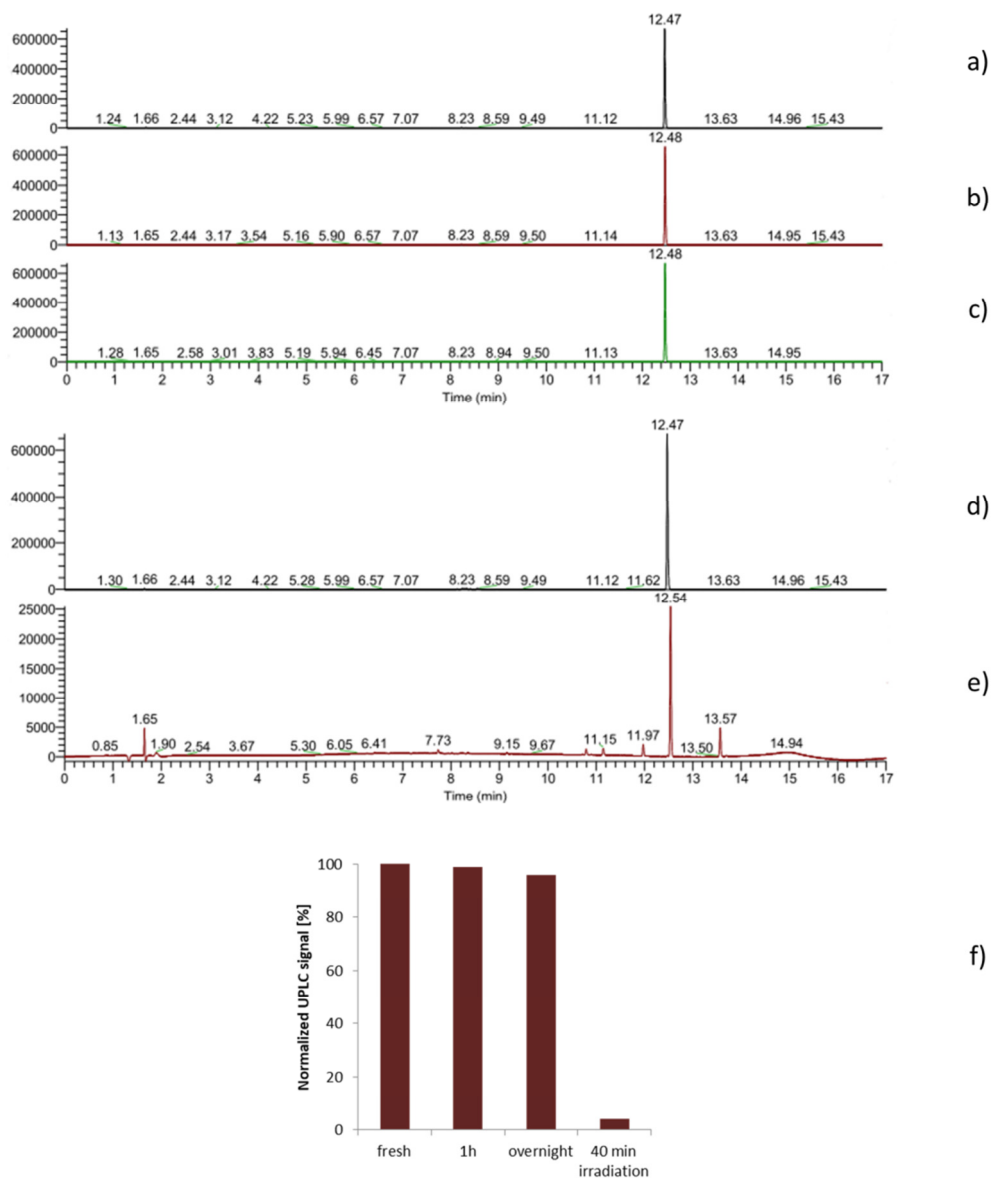 12.47
600000
400000
200000
0
1.24 1.66 2.44 3.12 4.22 5.23 5.99 6.57 7.07 8.23 8.59 9.49 11.12 13.63 14.96 15.43
a)
12.48
600000
400000
200000
0
1.13 1.65 2.44 3.17 3.54 5.16 5.90 6.57 7.07 8.23 8.59 9.50 11.14 13.63 14.95 15.43
b)
12.48
600000
400000
200000
0
1.28 1.65 2.58 3.01 3.83 5.19 5.94 6.45 7.07 8.23 8.94 9.50 11.13 13.63 14.95
c)
0 1 2 3 4 5 6 7 8 9 10 11 12 13 14 15 16 17
Time (min)
12.47
600000
400000
200000
0
1.30 1.66 2.44 3.12 4.22 5.28 5.99 6.57 7.07 8.23 8.59 9.49 11.12 11.62 13.63 14.96 15.43
d)
12.54
25000
20000
15000
10000
5000
0
0.85 1.65 1.90 2.54 3.67 5.30 6.05 6.41 7.73 9.15 9.67 11.15 11.97 13.50 13.57 14.94
e)
0 1 2 3 4 5 6 7 8 9 10 11 12 13 14 15 16 17
Time (min)
Normalized UPLC signal [%]
100
80
60
40
20
0
fresh 1h overnight 40 min
irradiation
f)